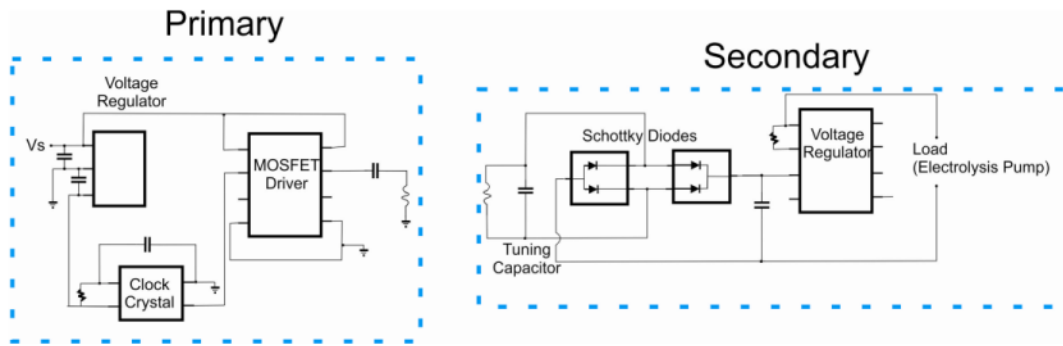 Primary
Secondary
Voltage
Regulator
Vs
MOSFET
Driver
Clock
Crystal
Schottky Diodes
Voltage
Regulator
Load
(Electrolysis Pump)
Tuning
Capacitor